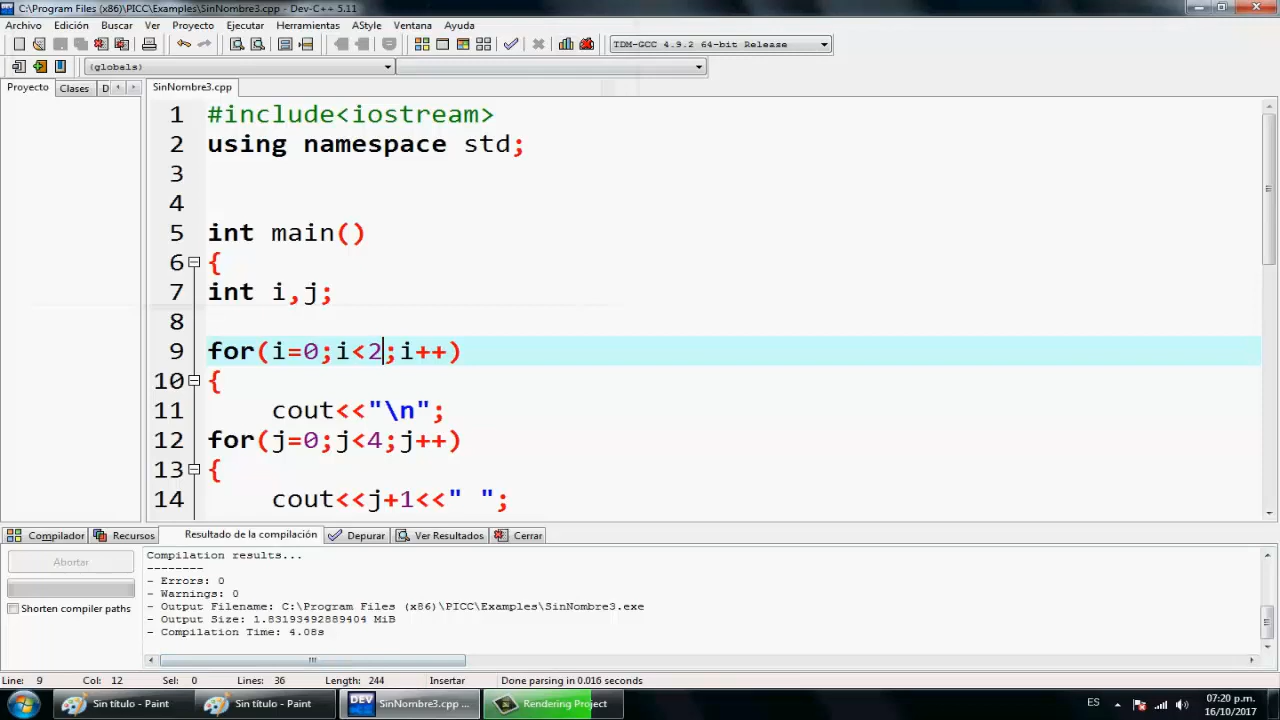 C:\Program Files (x86)\PICC\Examples\SinNombre3.cpp - Dev-C++ 5.11
Archivo Edición Buscar Ver Proyecto Ejecutar Herramientas AStyle Ventana Ayuda
TDM-GCC 4.9.2 64-bit Release
(globals)
Proyecto Clases D SinNombre3.cpp
1 #include<iostream>
2 using namespace std;
3
4
5 int main()
6 {
7 int i,j;
8
9 for(i=0;i<2;i++)
10 {
11 cout<<"\n";
12 for(j=0;j<4;j++)
13 {
14 cout<<j+1<<" ";
Compilador Recursos Resultado de la compilación Depurar Ver Resultados Cerrar
Abortar
Shorten compiler paths
Compilation results...
--------
- Errors: 0
- Warnings: 0
- Output Filename: C:\Program Files (x86)\PICC\Examples\SinNombre3.exe
- Output Size: 1.83193492889404 MiB
- Compilation Time: 4.08s
Line: 9 Col: 12 Sel: 0 Lines: 36 Length: 244 Insertar Done parsing in 0.016 seconds
Sin título - Paint Sin título - Paint DEV SinNombre3.cpp ... Rendering Project ES 07:20 p.m.
16/10/2017